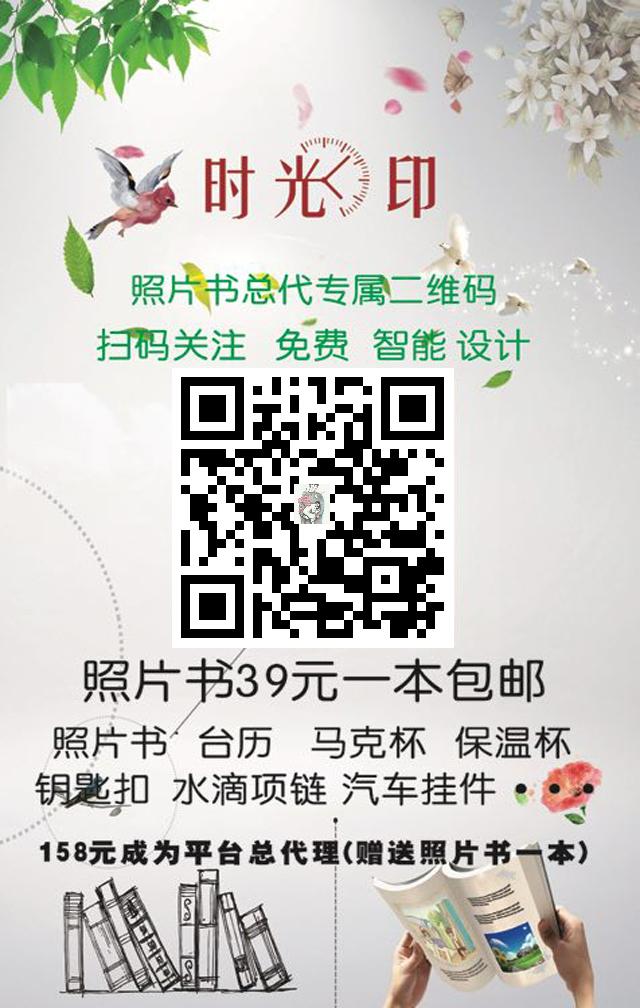 时光印
照片书总代专属二维码
扫码关注 免费 智能 设计
照片书39元一本包邮
照片书 台历 马克杯 保温杯
钥匙扣 水滴项链 汽车挂件
158元成为平台总代理(赠送照片书一本)